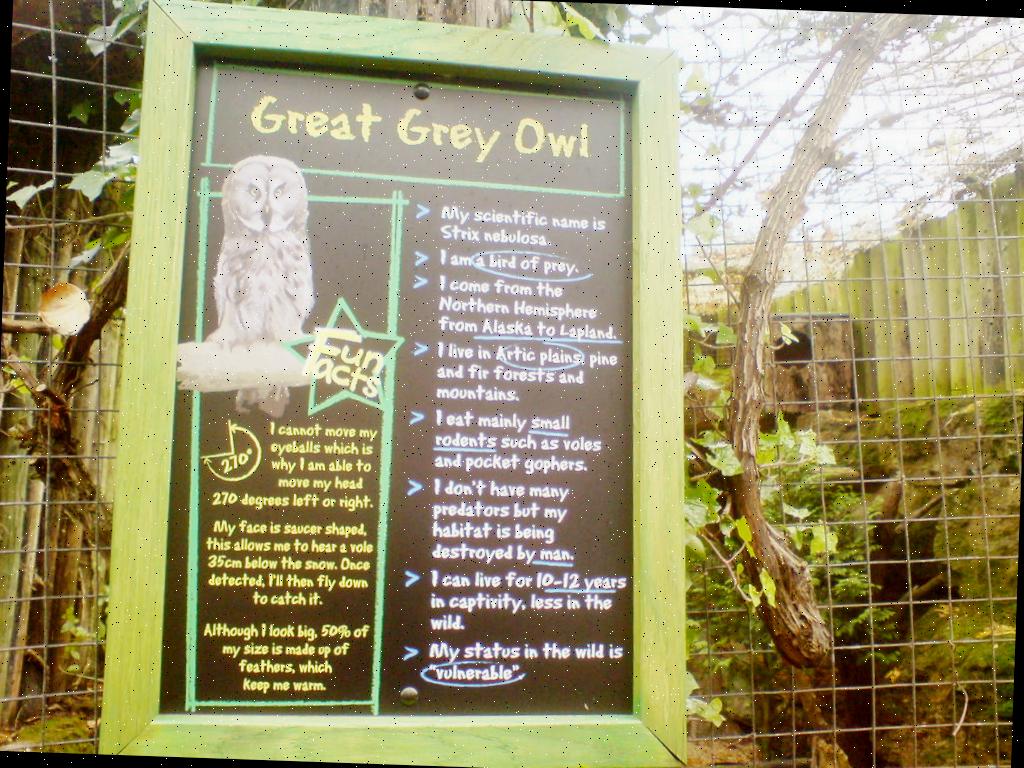 Great Grey Owl
Fun
Facts
270°
I cannot move my
eyeballs which is
why I am able to
move my head
270 degrees left or right.
My face is saucer shaped,
this allows me to hear a vole
35cm below the snow. Once
detected, i'll then fly down
to catch it.
Although i look big, 50% of
my size is made up of
feathers, which
keep me warm.
> My scientific name is
Strix nebulosa.
> I am a bird of prey.
> I come from the
Northern Hemisphere
from Alaska to Lapland.
> I live in Artic plains, pine
and fir forests and
mountains.
> I eat mainly small
rodents such as voles
and pocket gophers.
> I don't have many
predators but my
habitat is being
destroyed by man.
> I can live for 10-12 years
in captivity, less in the
wild.
> My status in the wild is
"vulnerable".